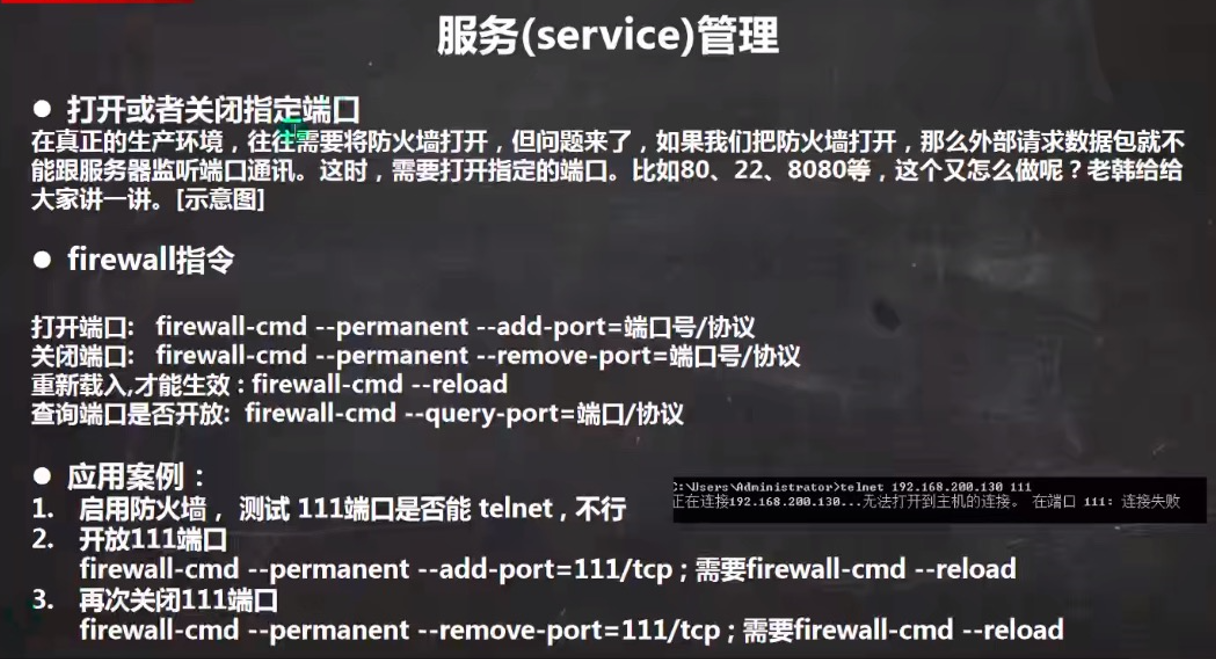 服务(service)管理
● 打开或者关闭指定端口
在真正的生产环境，往往需要将防火墙打开，但问题来了，如果我们把防火墙打开，那么外部请求数据包就不
能跟服务器监听端口通讯。这时，需要打开指定的端口。比如80、22、8080等，这个又怎么做呢？老韩给给
大家讲一讲。[示意图]
● firewall指令
打开端口: firewall-cmd --permanent --add-port=端口号/协议
关闭端口: firewall-cmd --permanent --remove-port=端口号/协议
重新载入,才能生效 : firewall-cmd --reload
查询端口是否开放: firewall-cmd --query-port=端口/协议
● 应用案例：
1. 启用防火墙， 测试 111端口是否能 telnet , 不行
C:\Users\Administrator>telnet 192.168.200.130 111
正在连接192.168.200.130...无法打开到主机的连接。 在端口 111: 连接失败
2. 开放111端口
firewall-cmd --permanent --add-port=111/tcp ; 需要firewall-cmd --reload
3. 再次关闭111端口
firewall-cmd --permanent --remove-port=111/tcp ; 需要firewall-cmd --reload